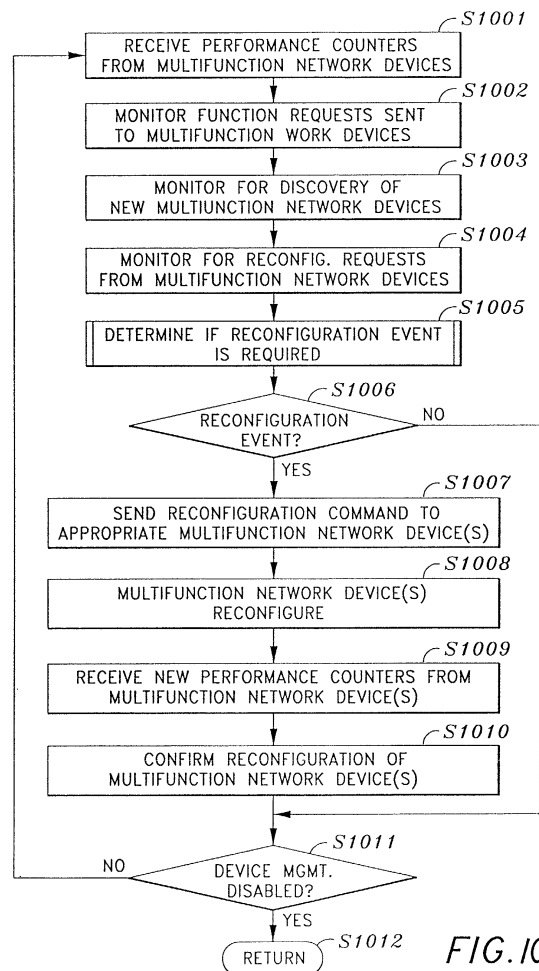 S1001
RECEIVE PERFORMANCE COUNTERS
FROM MULTIFUNCTION NETWORK DEVICES
S1002
MONITOR FUNCTION REQUESTS SENT
TO MULTIFUNCTION WORK DEVICES
S1003
MONITOR FOR DISCOVERY OF
NEW MULTIUNCTION NETWORK DEVICES
S1004
MONITOR FOR RECONFIG. REQUESTS
FROM MULTIFUNCTION NETWORK DEVICES
S1005
DETERMINE IF RECONFIGURATION EVENT
IS REQUIRED
S1006
RECONFIGURATION
EVENT?
NO
YES
S1007
SEND RECONFIGURATION COMMAND TO
APPROPRIATE MULTIFUNCTION NETWORK DEVICE(S)
S1008
MULTIFUNCTION NETWORK DEVICE(S)
RECONFIGURE
S1009
RECEIVE NEW PERFORMANCE COUNTERS FROM
MULTIFUNCTION NETWORK DEVICE(S)
S1010
CONFIRM RECONFIGURATION OF
MULTIFUNCTION NETWORK DEVICE(S)
S1011
NO
DEVICE MGMT.
DISABLED?
YES
S1012
RETURN
FIG.10